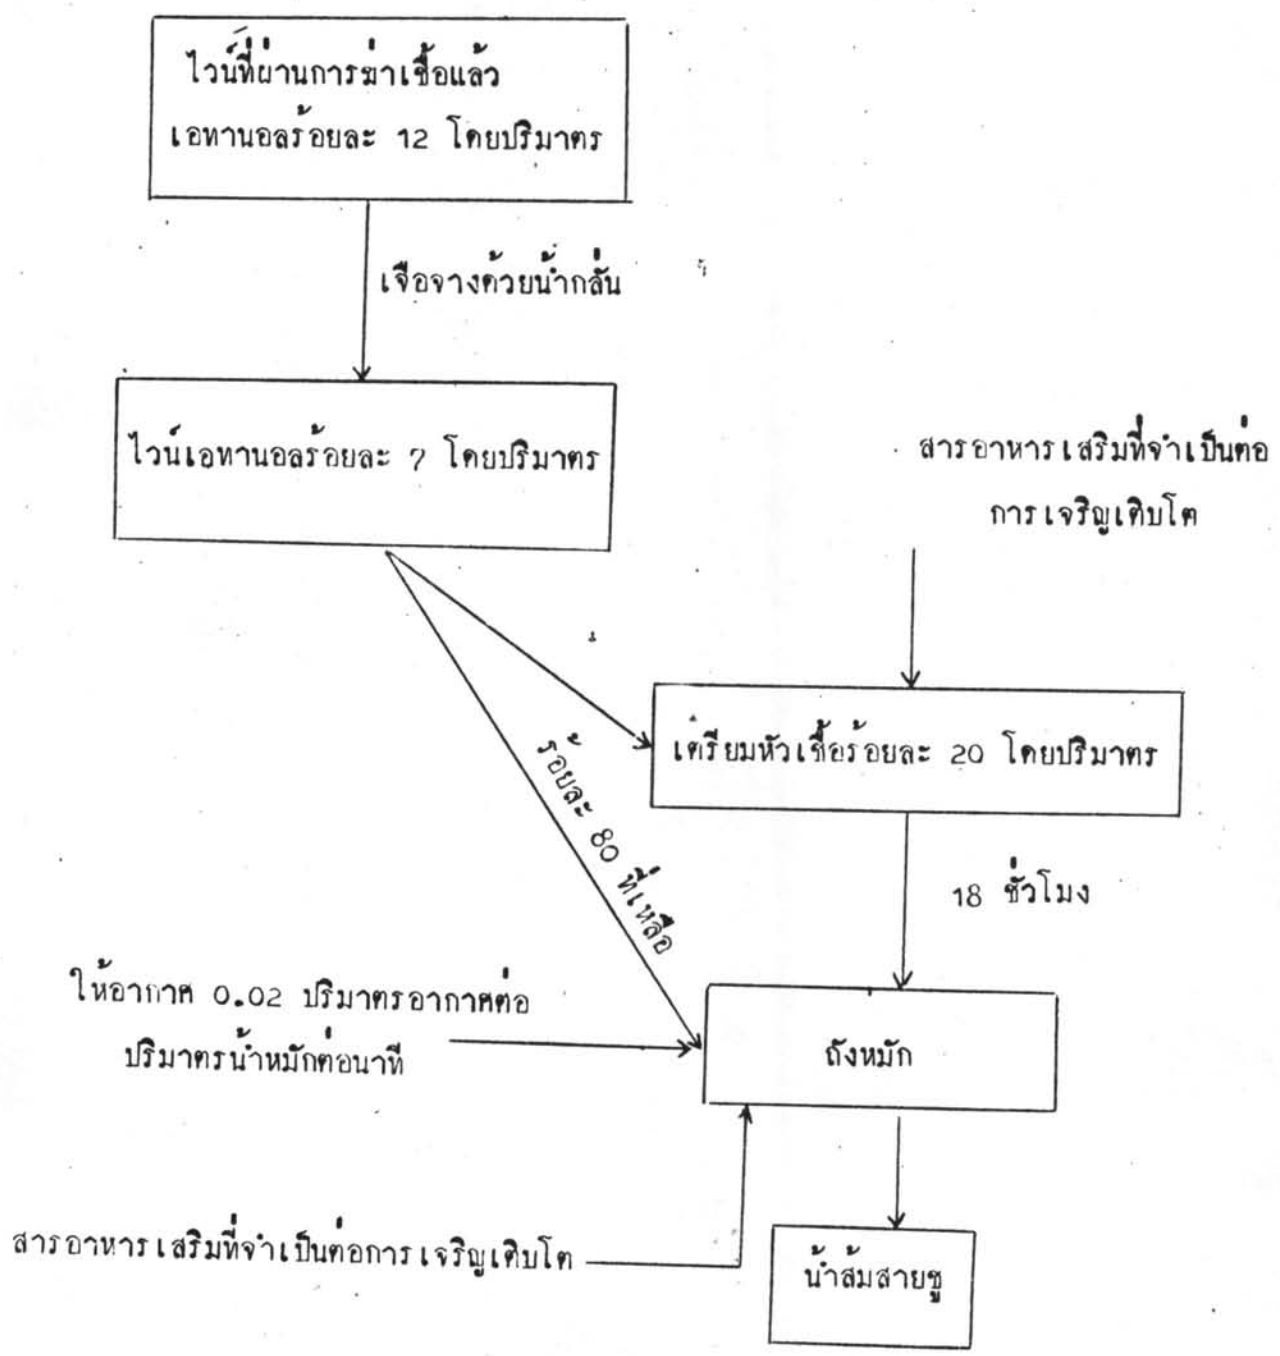 ไวน์ที่ผ่านการฆ่าเชื้อแล้ว
เอทานอลร้อยละ 12 โดยปริมาตร
เจือจางด้วยน้ำกลั่น
ไวน์เอทานอลร้อยละ 7 โดยปริมาตร
สารอาหารเสริมที่จำเป็นต่อ
การเจริญเติบโต
เตรียมหัวเชื้อร้อยละ 20 โดยปริมาตร
ร้อยละ 80 ที่เหลือ
18 ชั่วโมง
ให้อากาศ 0.02 ปริมาตรอากาศต่อ
ปริมาตรน้ำหมักต่อนาที
ถังหมัก
สารอาหารเสริมที่จำเป็นต่อการเจริญเติบโต
น้ำส้มสายชู